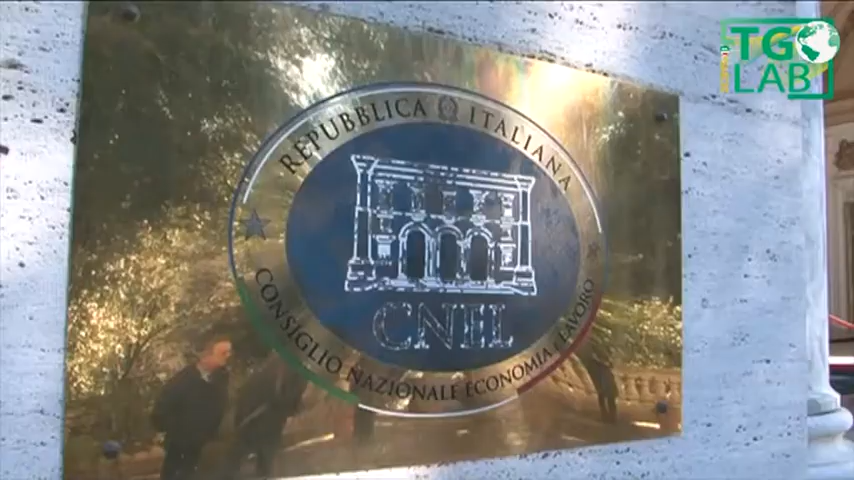 REPUBBLICA ITALIANA
CNEL
CONSIGLIO NAZIONALE ECONOMIA e LAVORO
TG
LAB